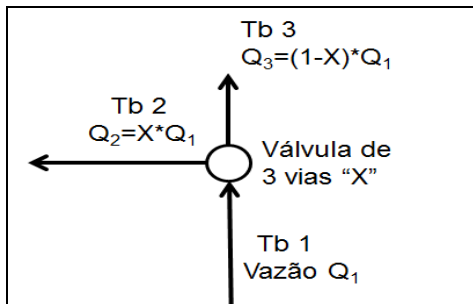 Tb 3
Q3=(1-X)*Q1
Tb 2
Q2=X*Q1
Válvula de
3 vias “X”
Tb 1
Vazão Q1